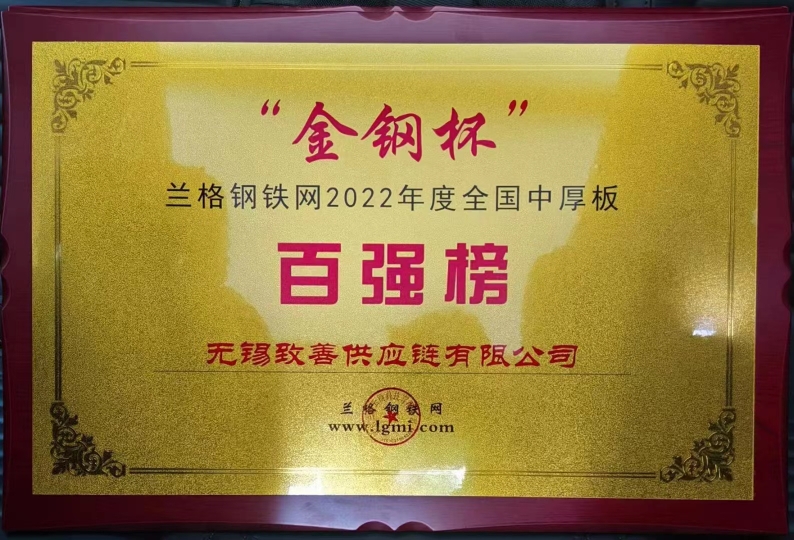 “金钢杯”
兰格钢铁网2022年度全国中厚板
百强榜
无锡致善供应链有限公司
兰格钢铁网
www.lgmi.com